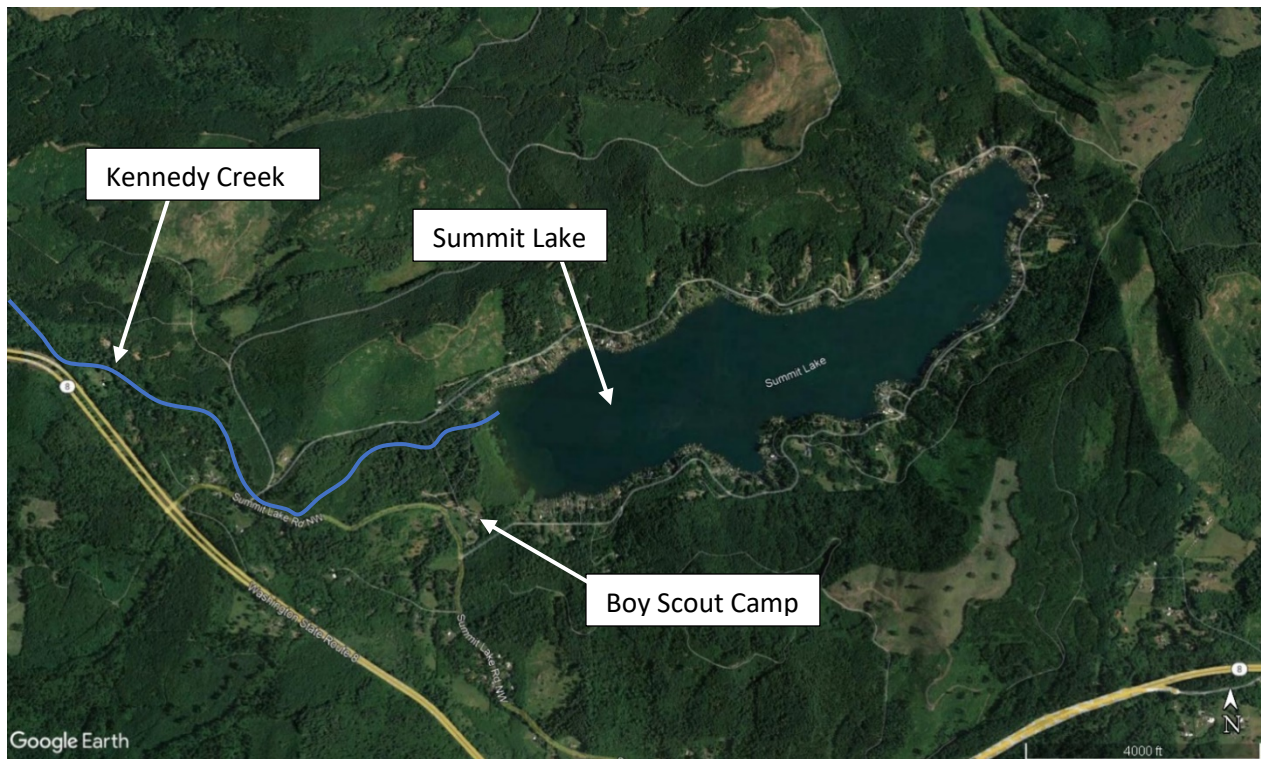 Kennedy Creek
Summit Lake
Summit Lake
8
Summit Lake Rd NW
Boy Scout Camp
Washington State Route 8
Summit Lake Rd NW
8
N
Google Earth
4000 ft